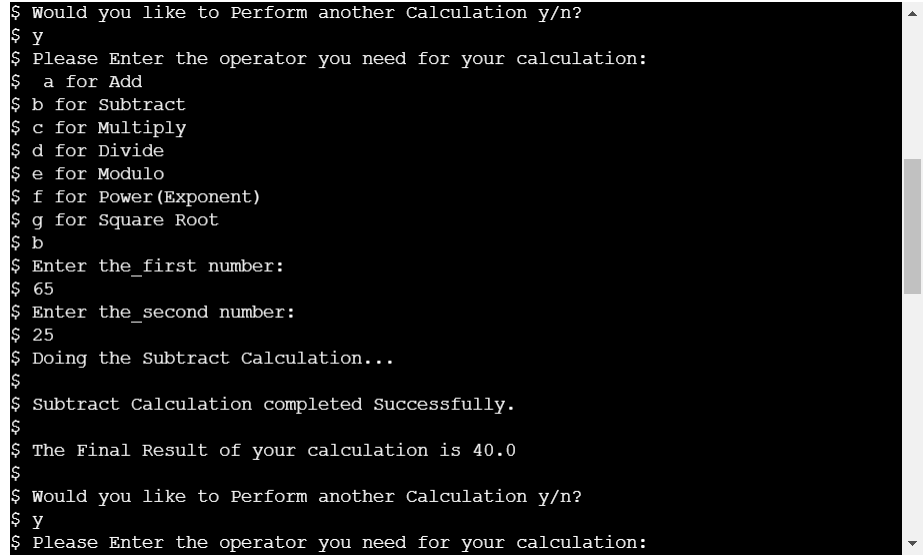 $ Would you like to Perform another Calculation y/n?
$ y
$ Please Enter the operator you need for your calculation:
$  a for Add
$ b for Subtract
$ c for Multiply
$ d for Divide
$ e for Modulo
$ f for Power(Exponent)
$ g for Square Root
$ b
$ Enter the_first number:
$ 65
$ Enter the_second number:
$ 25
$ Doing the Subtract Calculation...
$
$ Subtract Calculation completed Successfully.
$
$ The Final Result of your calculation is 40.0
$
$ Would you like to Perform another Calculation y/n?
$ y
$ Please Enter the operator you need for your calculation: